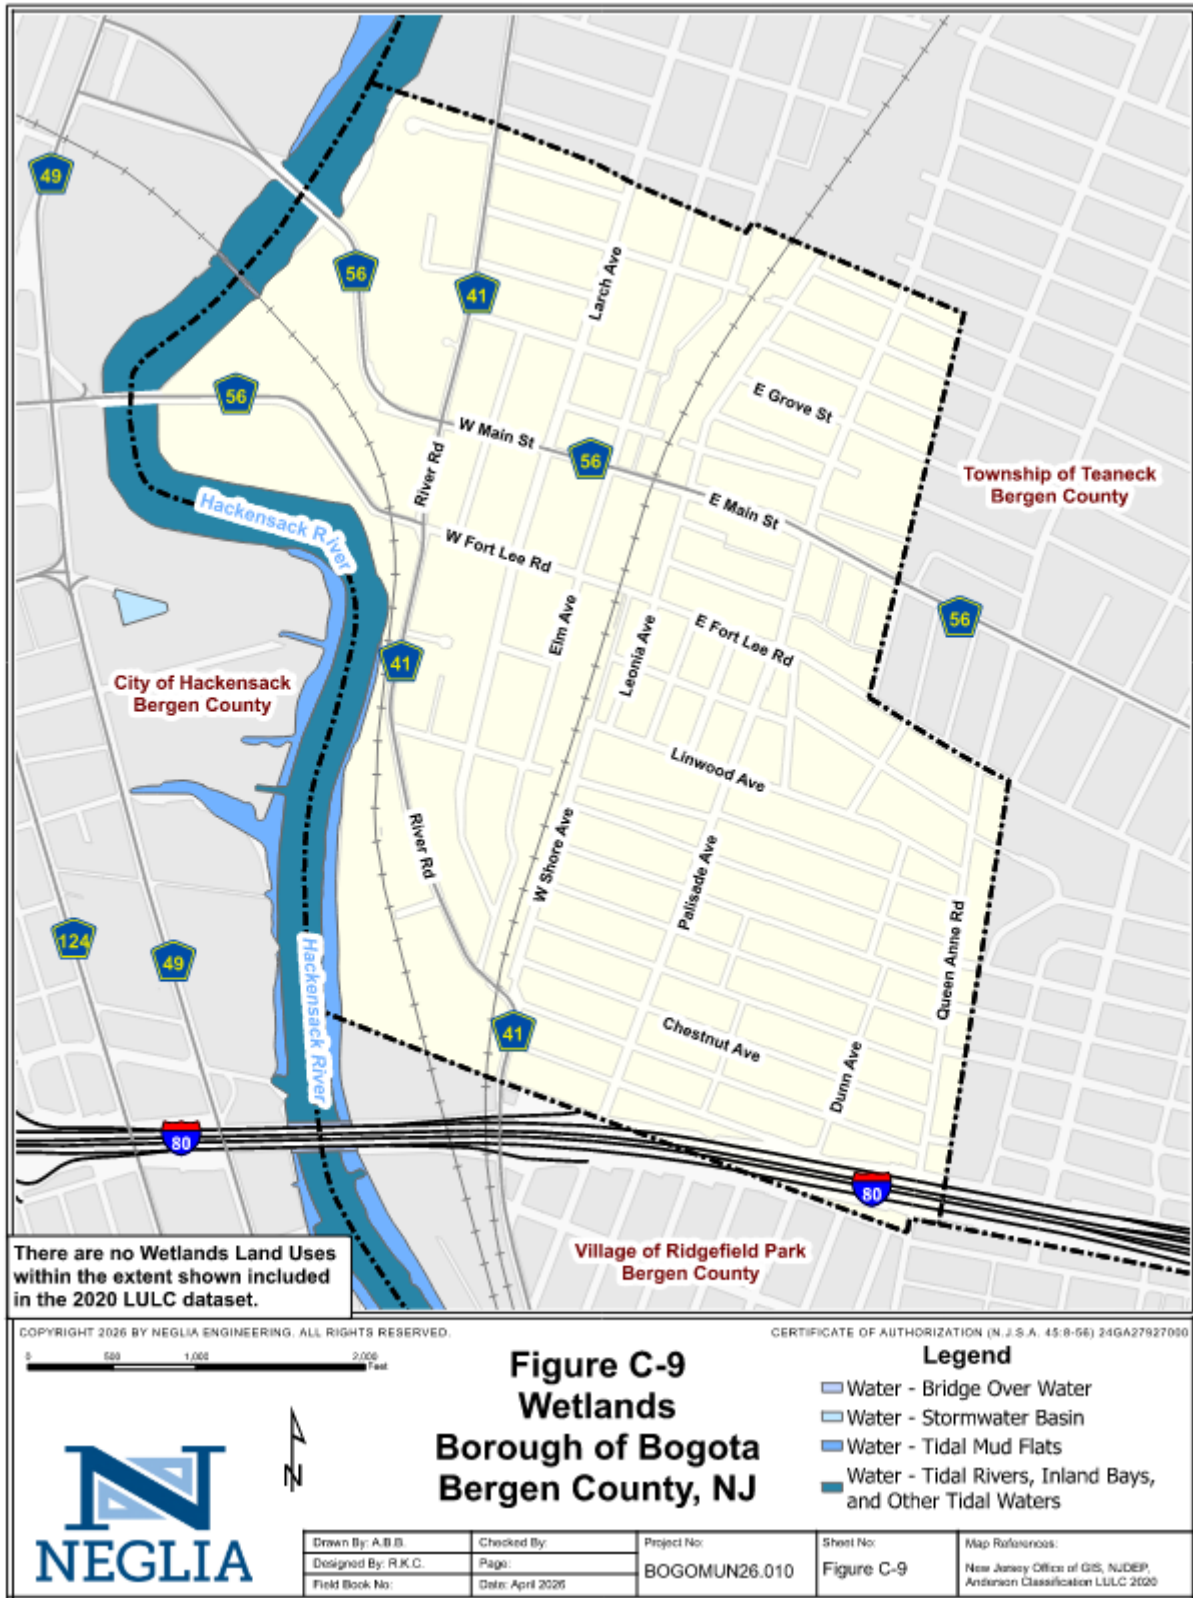 49
56
41
Larch Ave
56
E Grove St
W Main St
56
River Rd
E Main St
Township of Teaneck
Bergen County
Hackensack River
W Fort Lee Rd
56
Elm Ave
Leonia Ave
E Fort Lee Rd
41
City of Hackensack
Bergen County
Linwood Ave
River Rd
W Shore Ave
Palisade Ave
Queen Anne Rd
124
49
Hackensack River
41
Chestnut Ave
Dunn Ave
80
80
Village of Ridgefield Park
Bergen County
There are no Wetlands Land Uses
within the extent shown included
in the 2020 LULC dataset.
COPYRIGHT 2026 BY NEGLIA ENGINEERING. ALL RIGHTS RESERVED.
CERTIFICATE OF AUTHORIZATION (N.J.S.A. 45:8-56) 24GA27927000
0 500 1,000 2,000
Feet
Figure C-9
Wetlands
Borough of Bogota
Bergen County, NJ
Legend
Water - Bridge Over Water
Water - Stormwater Basin
Water - Tidal Mud Flats
Water - Tidal Rivers, Inland Bays,
and Other Tidal Waters
N
NEGLIA
Drawn By: A.B.B.
Checked By:
Designed By: R.K.C.
Page:
Field Book No:
Date: April 2026
Project No:
BOGOMUN26.010
Sheet No:
Figure C-9
Map References:
New Jersey Office of GIS, NJDEP,
Anderson Classification LULC 2020